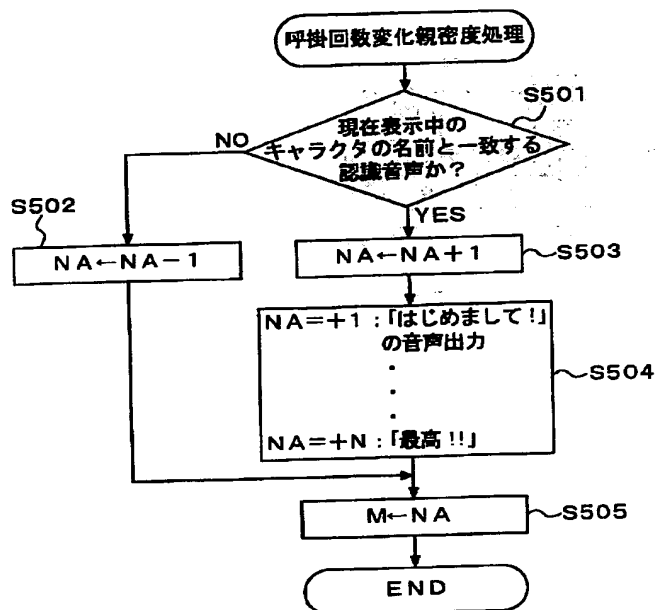 呼掛回数変化親密度処理
S501
現在表示中の
キャラクタの名前と一致する
認識音声か?
NO
YES
S502
NA←NA-1
NA←NA+1
S503
NA=+1:「はじめまして!」
の音声出力
・
・
・
NA=+N:「最高!!」
S504
M←NA
S505
END